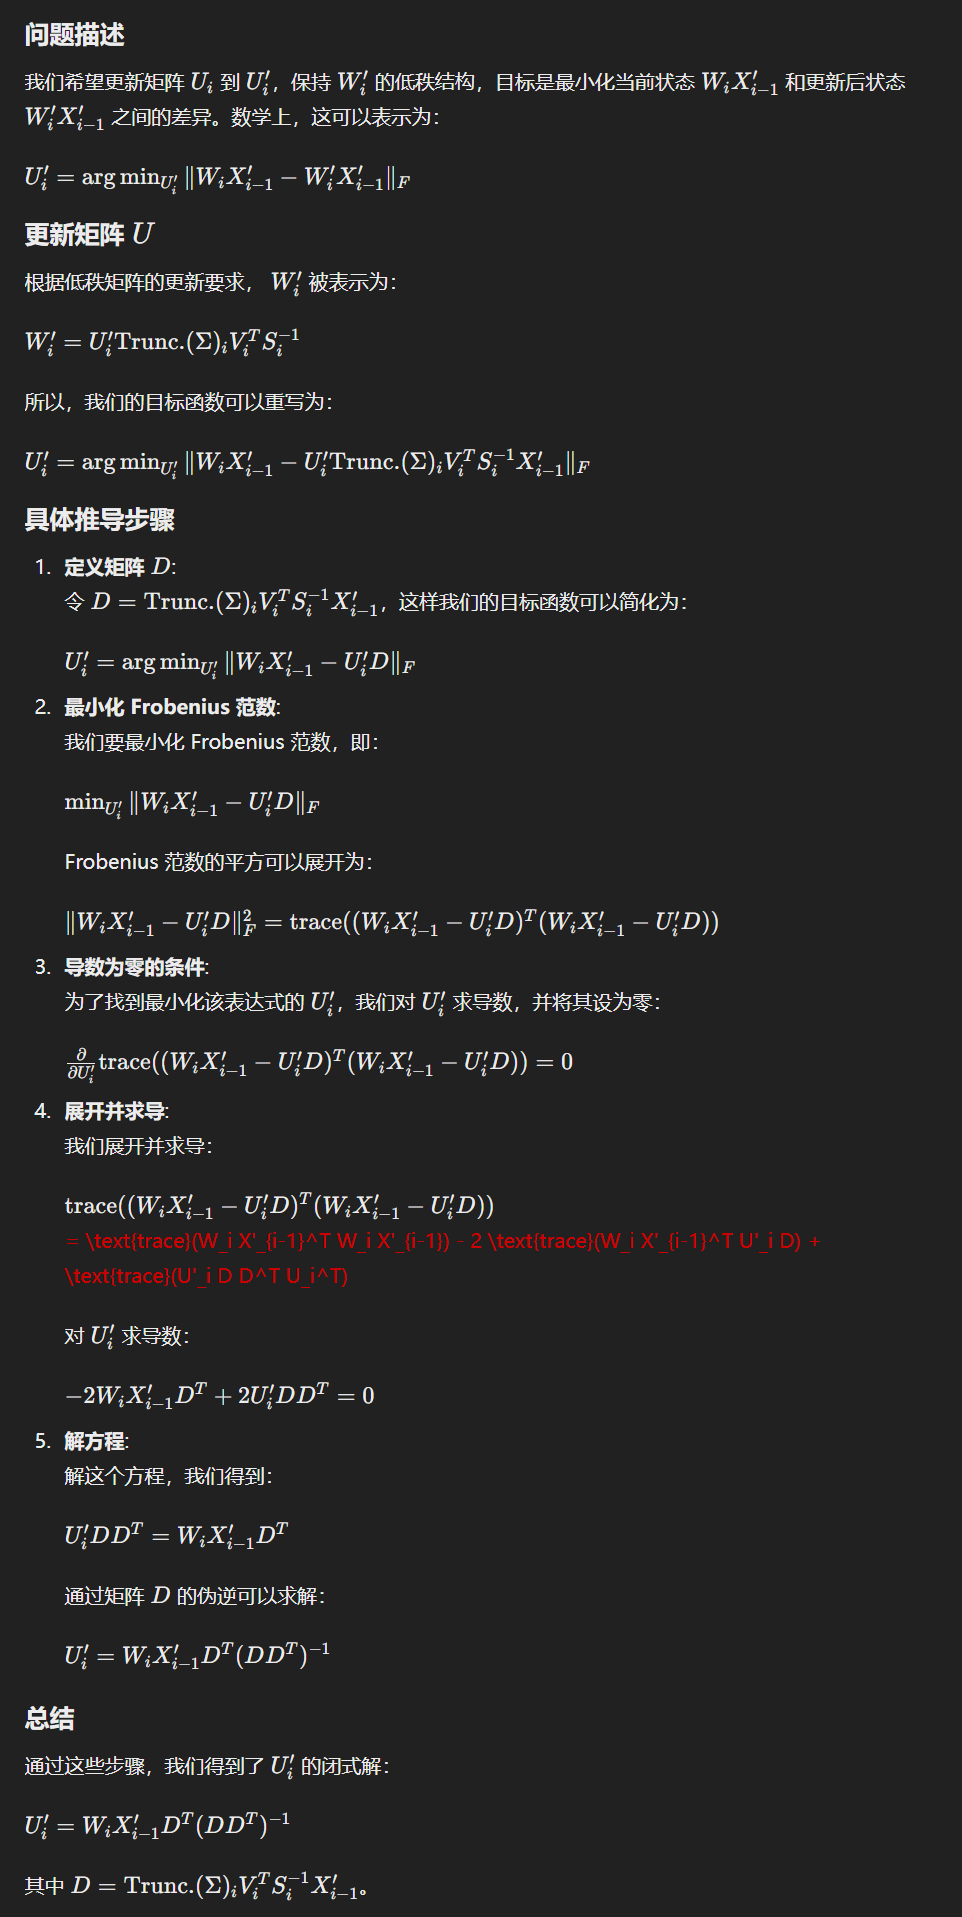 问题描述
我们希望更新矩阵 $U_i$ 到 $U_i'$，保持 $W_i'$ 的低秩结构，目标是最小化当前状态 $W_iX_{i-1}'$ 和更新后状态
$W_i'X_{i-1}'$ 之间的差异。数学上，这可以表示为：
$U_i' = \arg\min_{U_i'} \|W_iX_{i-1}' - W_i'X_{i-1}'\|_F$
更新矩阵 $U$
根据低秩矩阵的更新要求， $W_i'$ 被表示为：
$W_i' = U_i'\text{Trunc.}(\Sigma)_iV_i^TS_i^{-1}$
所以，我们的目标函数可以重写为：
$U_i' = \arg\min_{U_i'} \|W_iX_{i-1}' - U_i'\text{Trunc.}(\Sigma)_iV_i^TS_i^{-1}X_{i-1}'\|_F$
具体推导步骤
1. 定义矩阵 $D$:
令 $D = \text{Trunc.}(\Sigma)_iV_i^TS_i^{-1}X_{i-1}'$，这样我们的目标函数可以简化为：
$U_i' = \arg\min_{U_i'} \|W_iX_{i-1}' - U_i'D\|_F$
2. 最小化 Frobenius 范数:
我们要最小化 Frobenius 范数，即：
$\min_{U_i'} \|W_iX_{i-1}' - U_i'D\|_F$
Frobenius 范数的平方可以展开为：
$\|W_iX_{i-1}' - U_i'D\|_F^2 = \text{trace}((W_iX_{i-1}' - U_i'D)^T(W_iX_{i-1}' - U_i'D))$
3. 导数为零的条件:
为了找到最小化该表达式的 $U_i'$，我们对 $U_i'$ 求导数，并将其设为零：
$\frac{\partial}{\partial U_i'}\text{trace}((W_iX_{i-1}' - U_i'D)^T(W_iX_{i-1}' - U_i'D)) = 0$
4. 展开并求导:
我们展开并求导：
$\text{trace}((W_iX_{i-1}' - U_i'D)^T(W_iX_{i-1}' - U_i'D))$
= \text{trace}(W_i X'_{i-1}^T W_i X'_{i-1}) - 2 \text{trace}(W_i X'_{i-1}^T U'_i D) +
\text{trace}(U'_i D D^T U_i^T)
对 $U_i'$ 求导数：
$-2W_iX_{i-1}'D^T + 2U_i'DD^T = 0$
5. 解方程:
解这个方程，我们得到：
$U_i'DD^T = W_iX_{i-1}'D^T$
通过矩阵 $D$ 的伪逆可以求解：
$U_i' = W_iX_{i-1}'D^T(DD^T)^{-1}$
总结
通过这些步骤，我们得到了 $U_i'$ 的闭式解：
$U_i' = W_iX_{i-1}'D^T(DD^T)^{-1}$
其中 $D = \text{Trunc.}(\Sigma)_iV_i^TS_i^{-1}X_{i-1}'$。